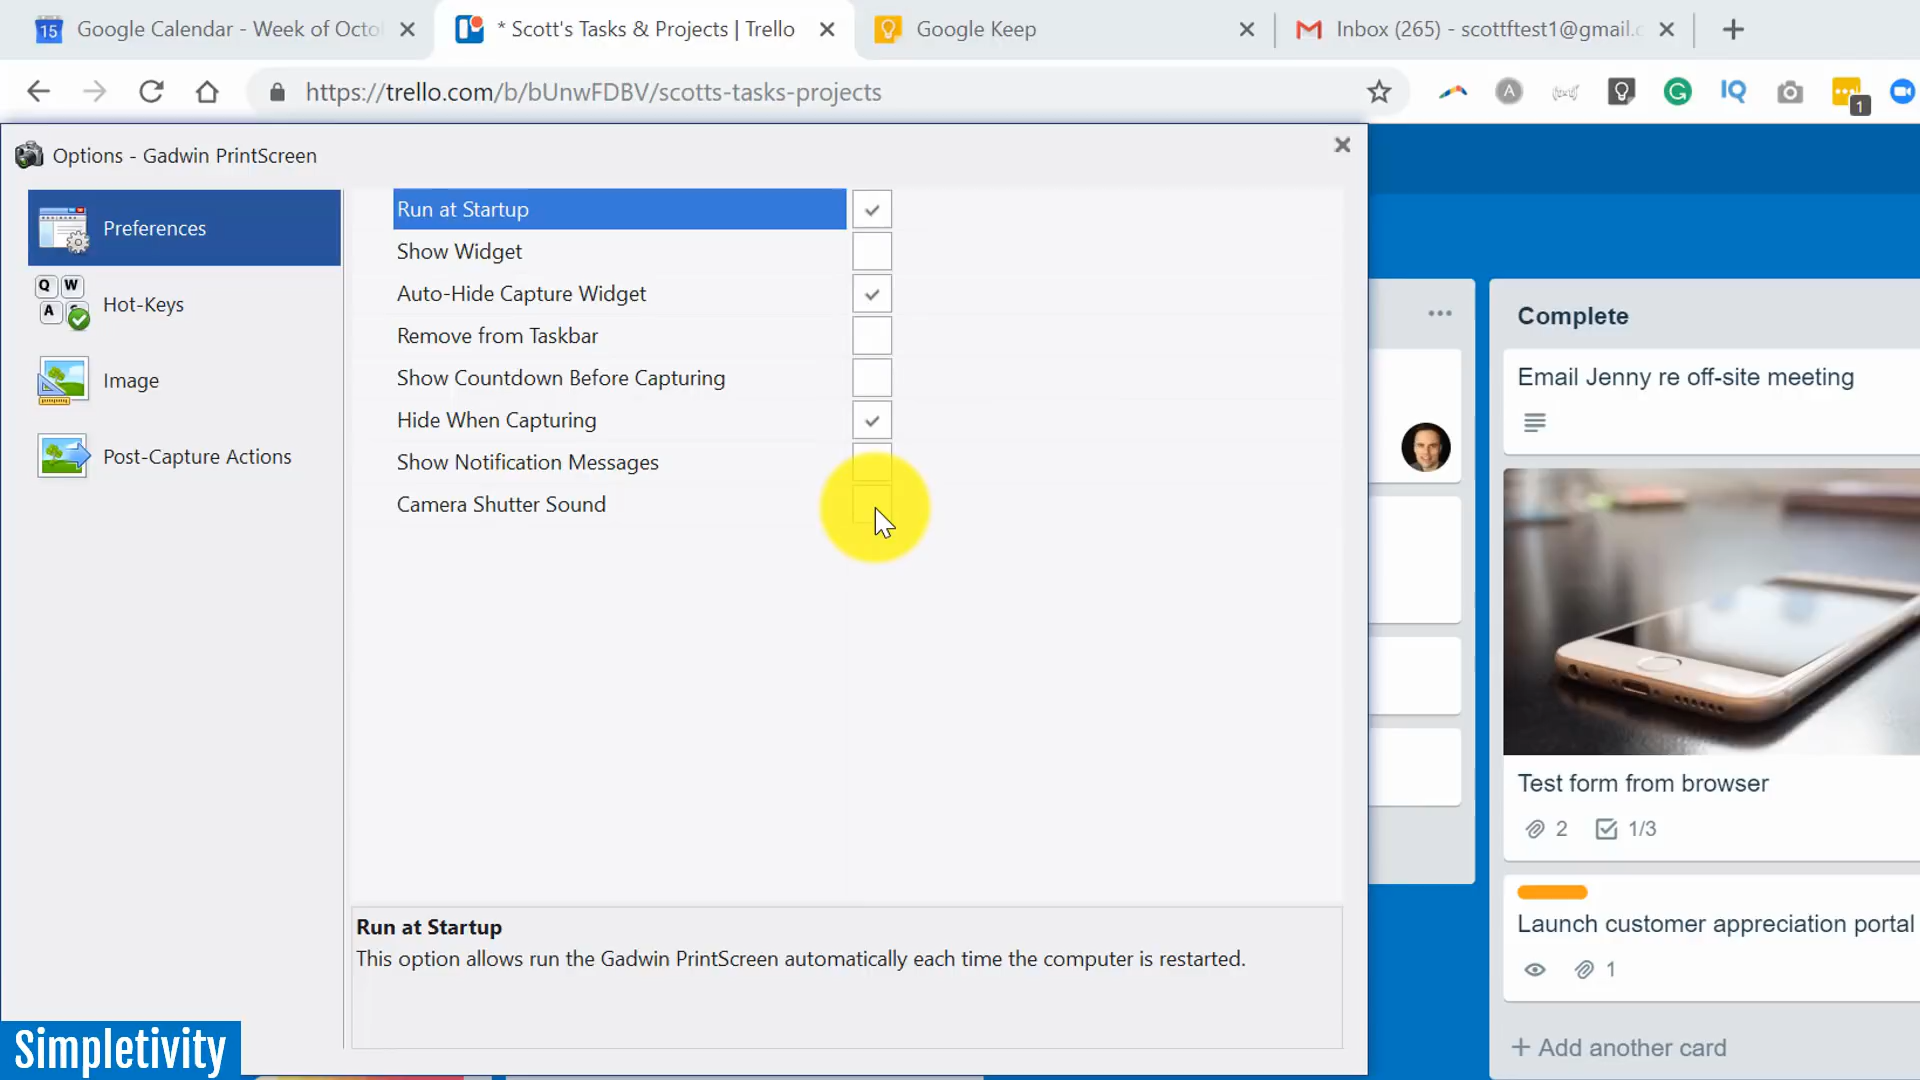 15 Google Calendar - Week of Octo
* Scott's Tasks & Projects | Trello
Google Keep
Inbox (265) - scottftest1@gmail.c
https://trello.com/b/bUnwFDBV/scotts-tasks-projects
A
G
IQ
1
Options - Gadwin PrintScreen
Preferences
Q W
A
Hot-Keys
Image
Post-Capture Actions
Run at Startup
Show Widget
Auto-Hide Capture Widget
Remove from Taskbar
Show Countdown Before Capturing
Hide When Capturing
Show Notification Messages
Camera Shutter Sound
Run at Startup
This option allows run the Gadwin PrintScreen automatically each time the computer is restarted.
Complete
Email Jenny re off-site meeting
Test form from browser
2 1/3
Launch customer appreciation portal
1
+ Add another card
Simpletivity